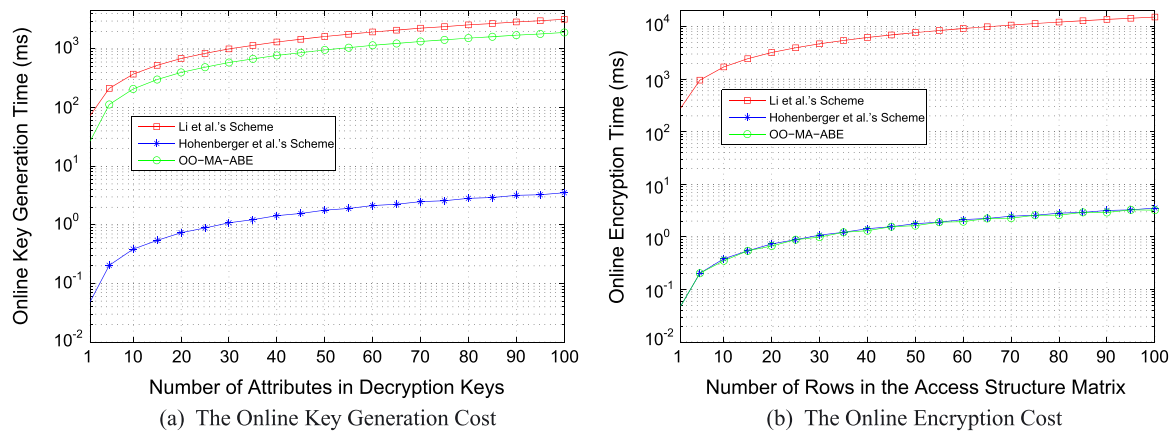 Online Key Generation Time (ms)
10^3
10^2
10^1
10^0
10^-1
10^-2
Li et al.'s Scheme
Hohenberger et al.'s Scheme
OO−MA−ABE
1 10 20 30 40 50 60 70 80 90 100
Number of Attributes in Decryption Keys
(a) The Online Key Generation Cost
Online Encryption Time (ms)
10^4
10^3
10^2
10^1
10^0
10^-1
10^-2
Li et al.'s Scheme
Hohenberger et al.'s Scheme
OO−MA−ABE
1 10 20 30 40 50 60 70 80 90 100
Number of Rows in the Access Structure Matrix
(b) The Online Encryption Cost